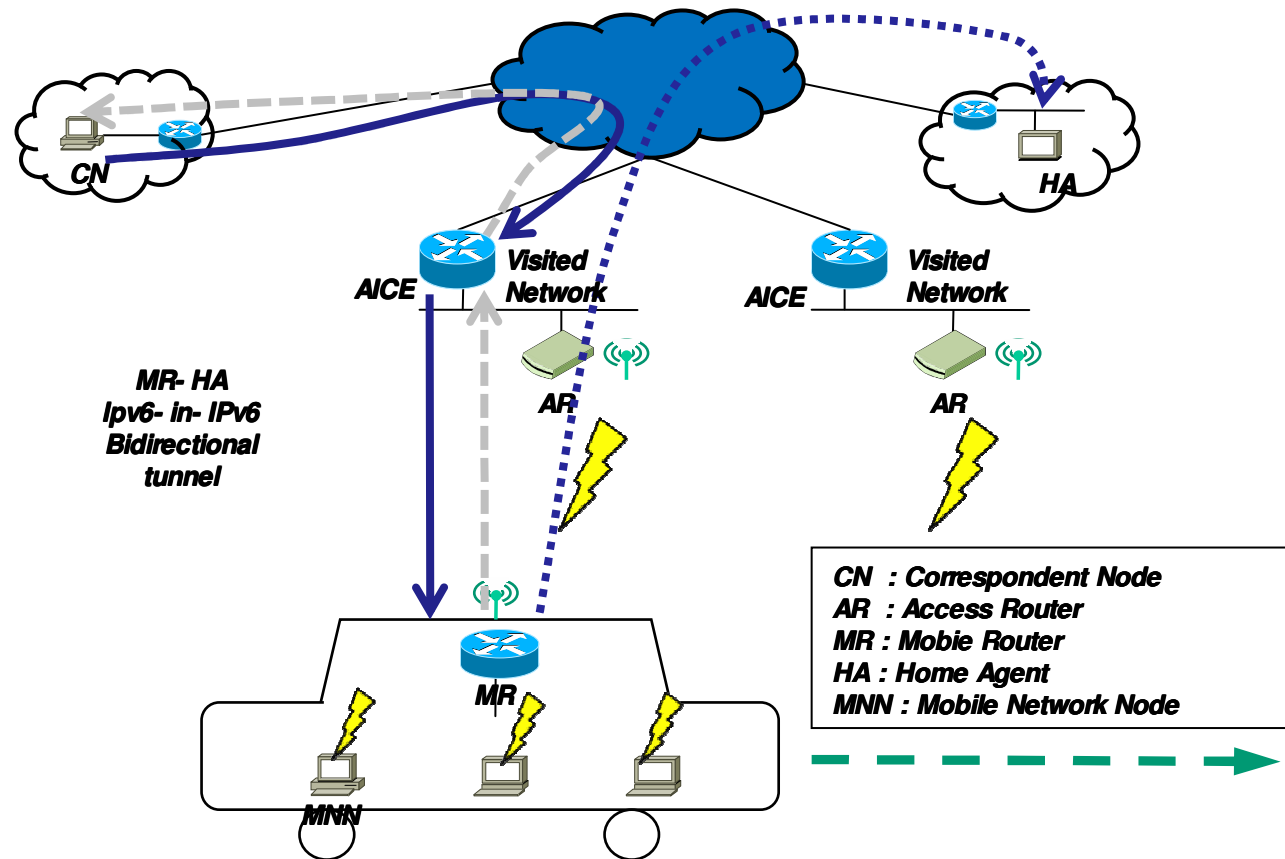 CN
HA
AICE
Visited
Network
AICE
Visited
Network
AR
AR
MR- HA
Ipv6- in- IPv6
Bidirectional
tunnel
CN : Correspondent Node
AR : Access Router
MR : Mobie Router
HA : Home Agent
MNN : Mobile Network Node
MR
MNN